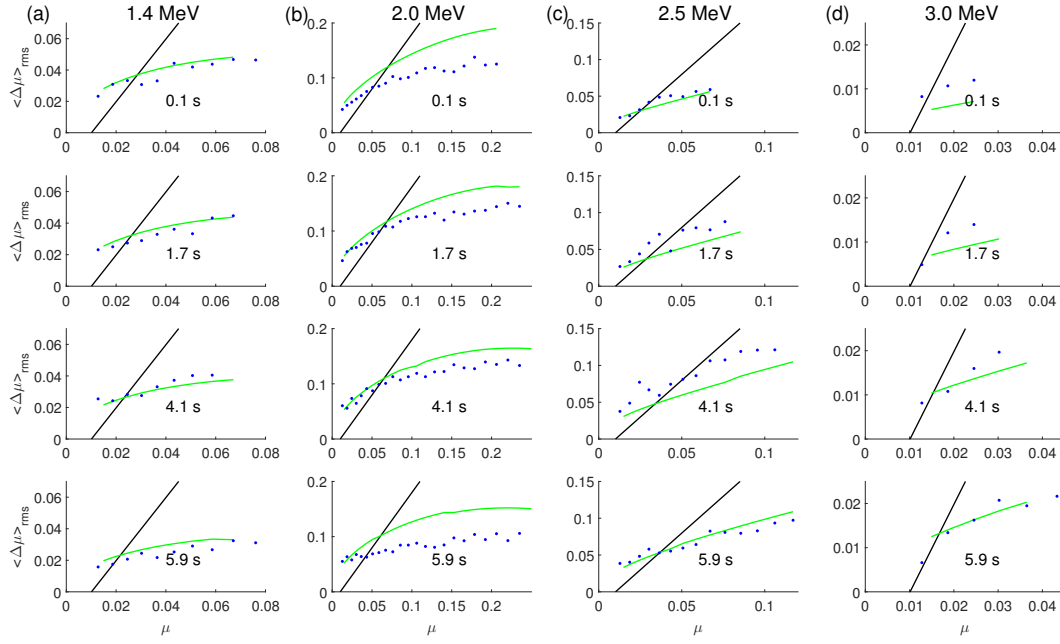 (a) 1.4 MeV (b) 2.0 MeV (c) 2.5 MeV (d) 3.0 MeV
<Δμ>rms 0.06 0.04 0.02 0 0.1 s 0 0.02 0.04 0.06 0.08
0.2 0.1 0 0.1 s 0 0.05 0.1 0.15 0.2
0.15 0.1 0.05 0 0.1 s 0 0.05 0.1
0.02 0.01 0 0.1 s 0 0.01 0.02 0.03 0.04
<Δμ>rms 0.06 0.04 0.02 0 1.7 s 0 0.02 0.04 0.06 0.08
0.2 0.1 0 1.7 s 0 0.05 0.1 0.15 0.2
0.15 0.1 0.05 0 1.7 s 0 0.05 0.1
0.02 0.01 0 1.7 s 0 0.01 0.02 0.03 0.04
<Δμ>rms 0.06 0.04 0.02 0 4.1 s 0 0.02 0.04 0.06 0.08
0.2 0.1 0 4.1 s 0 0.05 0.1 0.15 0.2
0.15 0.1 0.05 0 4.1 s 0 0.05 0.1
0.02 0.01 0 4.1 s 0 0.01 0.02 0.03 0.04
<Δμ>rms 0.06 0.04 0.02 0 5.9 s 0 0.02 0.04 0.06 0.08
0.2 0.1 0 5.9 s 0 0.05 0.1 0.15 0.2
0.15 0.1 0.05 0 5.9 s 0 0.05 0.1
0.02 0.01 0 5.9 s 0 0.01 0.02 0.03 0.04
μ μ μ μ